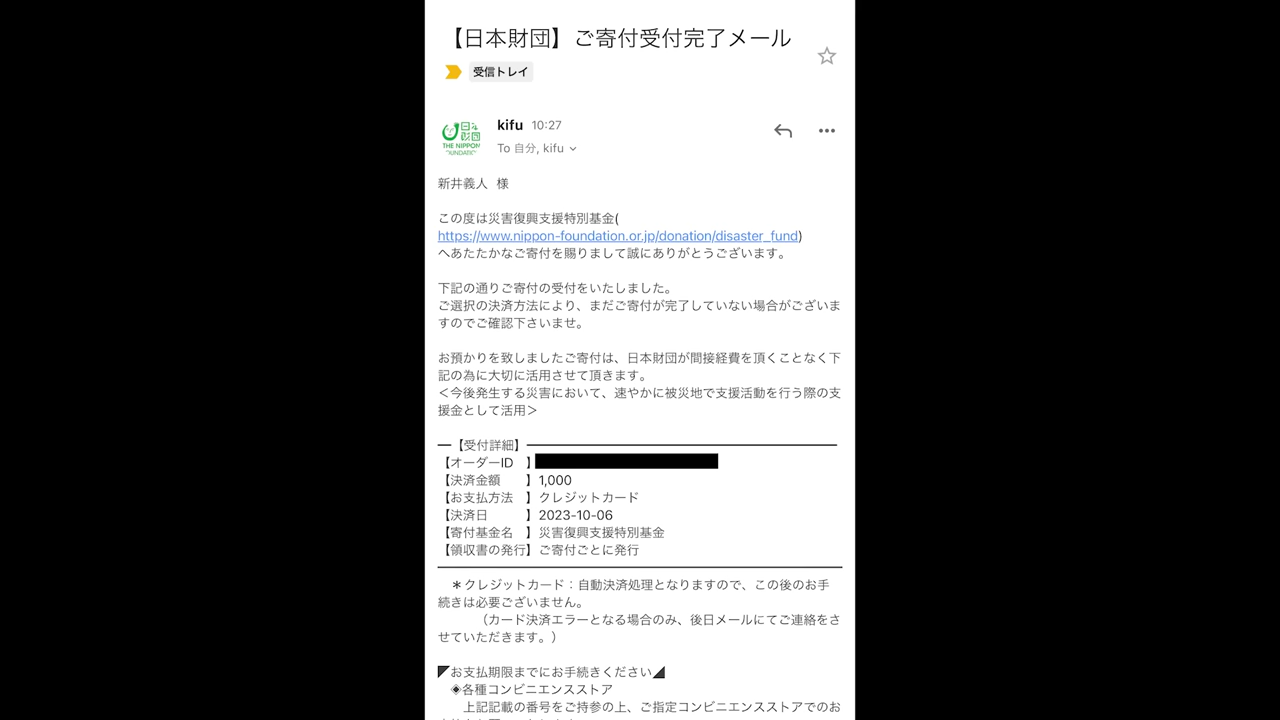 【日本財団】ご寄付受付完了メール
受信トレイ
kifu 10:27
To 自分, kifu
THE NIPPON
新井義人 様
この度は災害復興支援特別基金(
https://www.nippon-foundation.or.jp/donation/disaster_fund)
へあたたかなご寄付を賜りまして誠にありがとうございます。
下記の通りご寄付の受付をいたしました。
ご選択の決済方法により、まだご寄付が完了していない場合がございま
すのでご確認下さいませ。
お預かりを致しましたご寄付は、日本財団が間接経費を頂くことなく下
記の為に大切に活用させて頂きます。
＜今後発生する災害において、速やかに被災地で支援活動を行う際の支
援金として活用＞
━【受付詳細】━━━━━━━━━━━━━━━━━━
【オーダーID 】
【決済金額 】1,000
【お支払方法 】クレジットカード
【決済日 】2023-10-06
【寄付基金名 】災害復興支援特別基金
【領収書の発行】ご寄付ごとに発行
＊クレジットカード：自動決済処理となりますので、この後のお手
続きは必要ございません。
（カード決済エラーとなる場合のみ、後日メールにてご連絡をさ
せていただきます。）
◤お支払期限までにお手続きください◢
◈各種コンビニエンスストア
上記記載の番号をご持参の上、ご指定コンビニエンスストアでのお